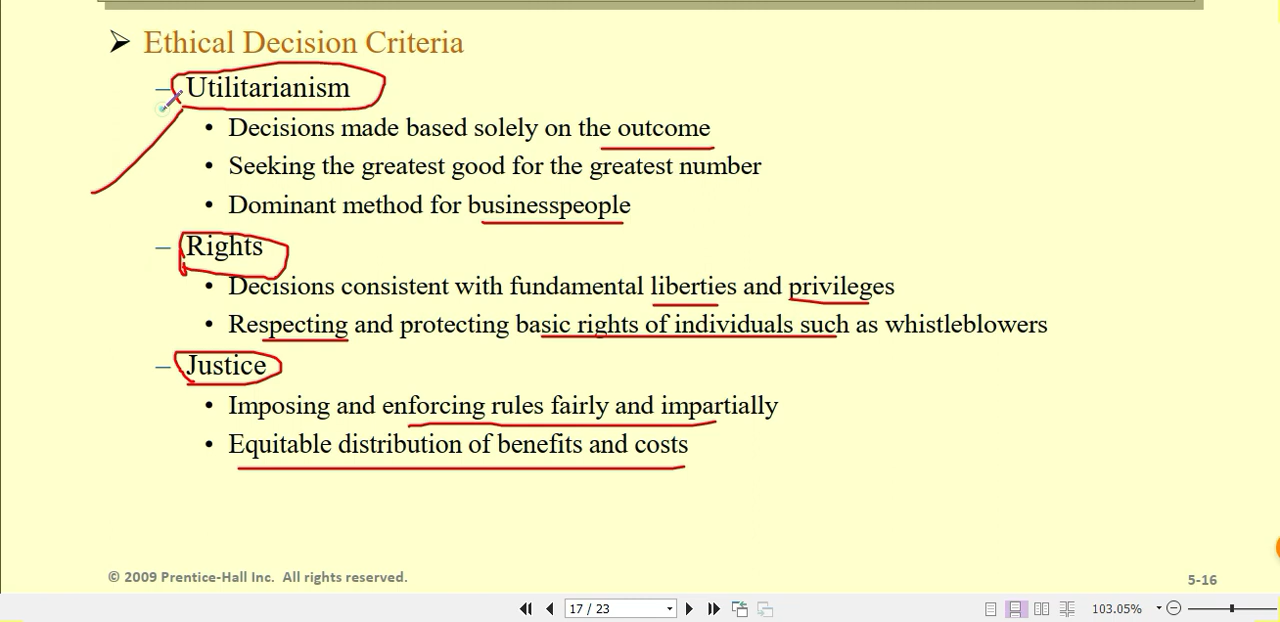 ➢ Ethical Decision Criteria
– Utilitarianism
• Decisions made based solely on the outcome
• Seeking the greatest good for the greatest number
• Dominant method for businesspeople
– Rights
• Decisions consistent with fundamental liberties and privileges
• Respecting and protecting basic rights of individuals such as whistleblowers
– Justice
• Imposing and enforcing rules fairly and impartially
• Equitable distribution of benefits and costs
© 2009 Prentice-Hall Inc. All rights reserved.
5-16
17 / 23
103.05%